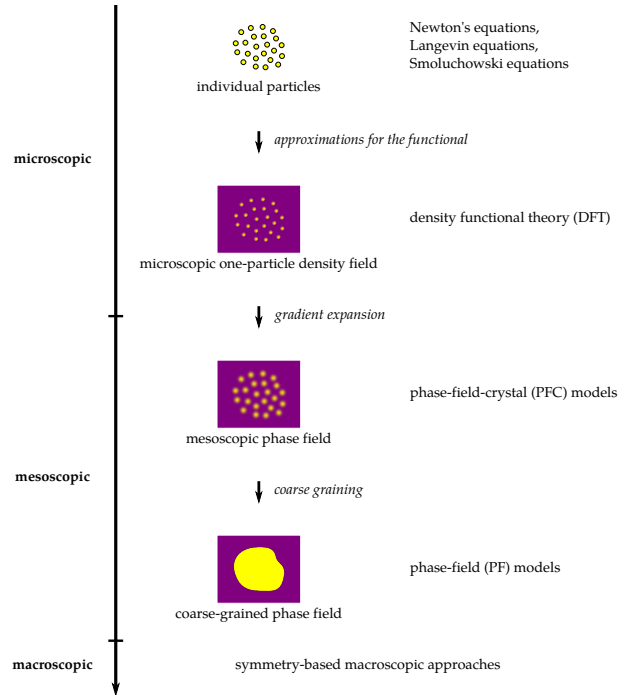 Newton's equations,
Langevin equations,
Smoluchowski equations
individual particles
approximations for the functional
microscopic
density functional theory (DFT)
microscopic one-particle density field
gradient expansion
phase-field-crystal (PFC) models
mesoscopic phase field
mesoscopic
coarse graining
phase-field (PF) models
coarse-grained phase field
macroscopic
symmetry-based macroscopic approaches